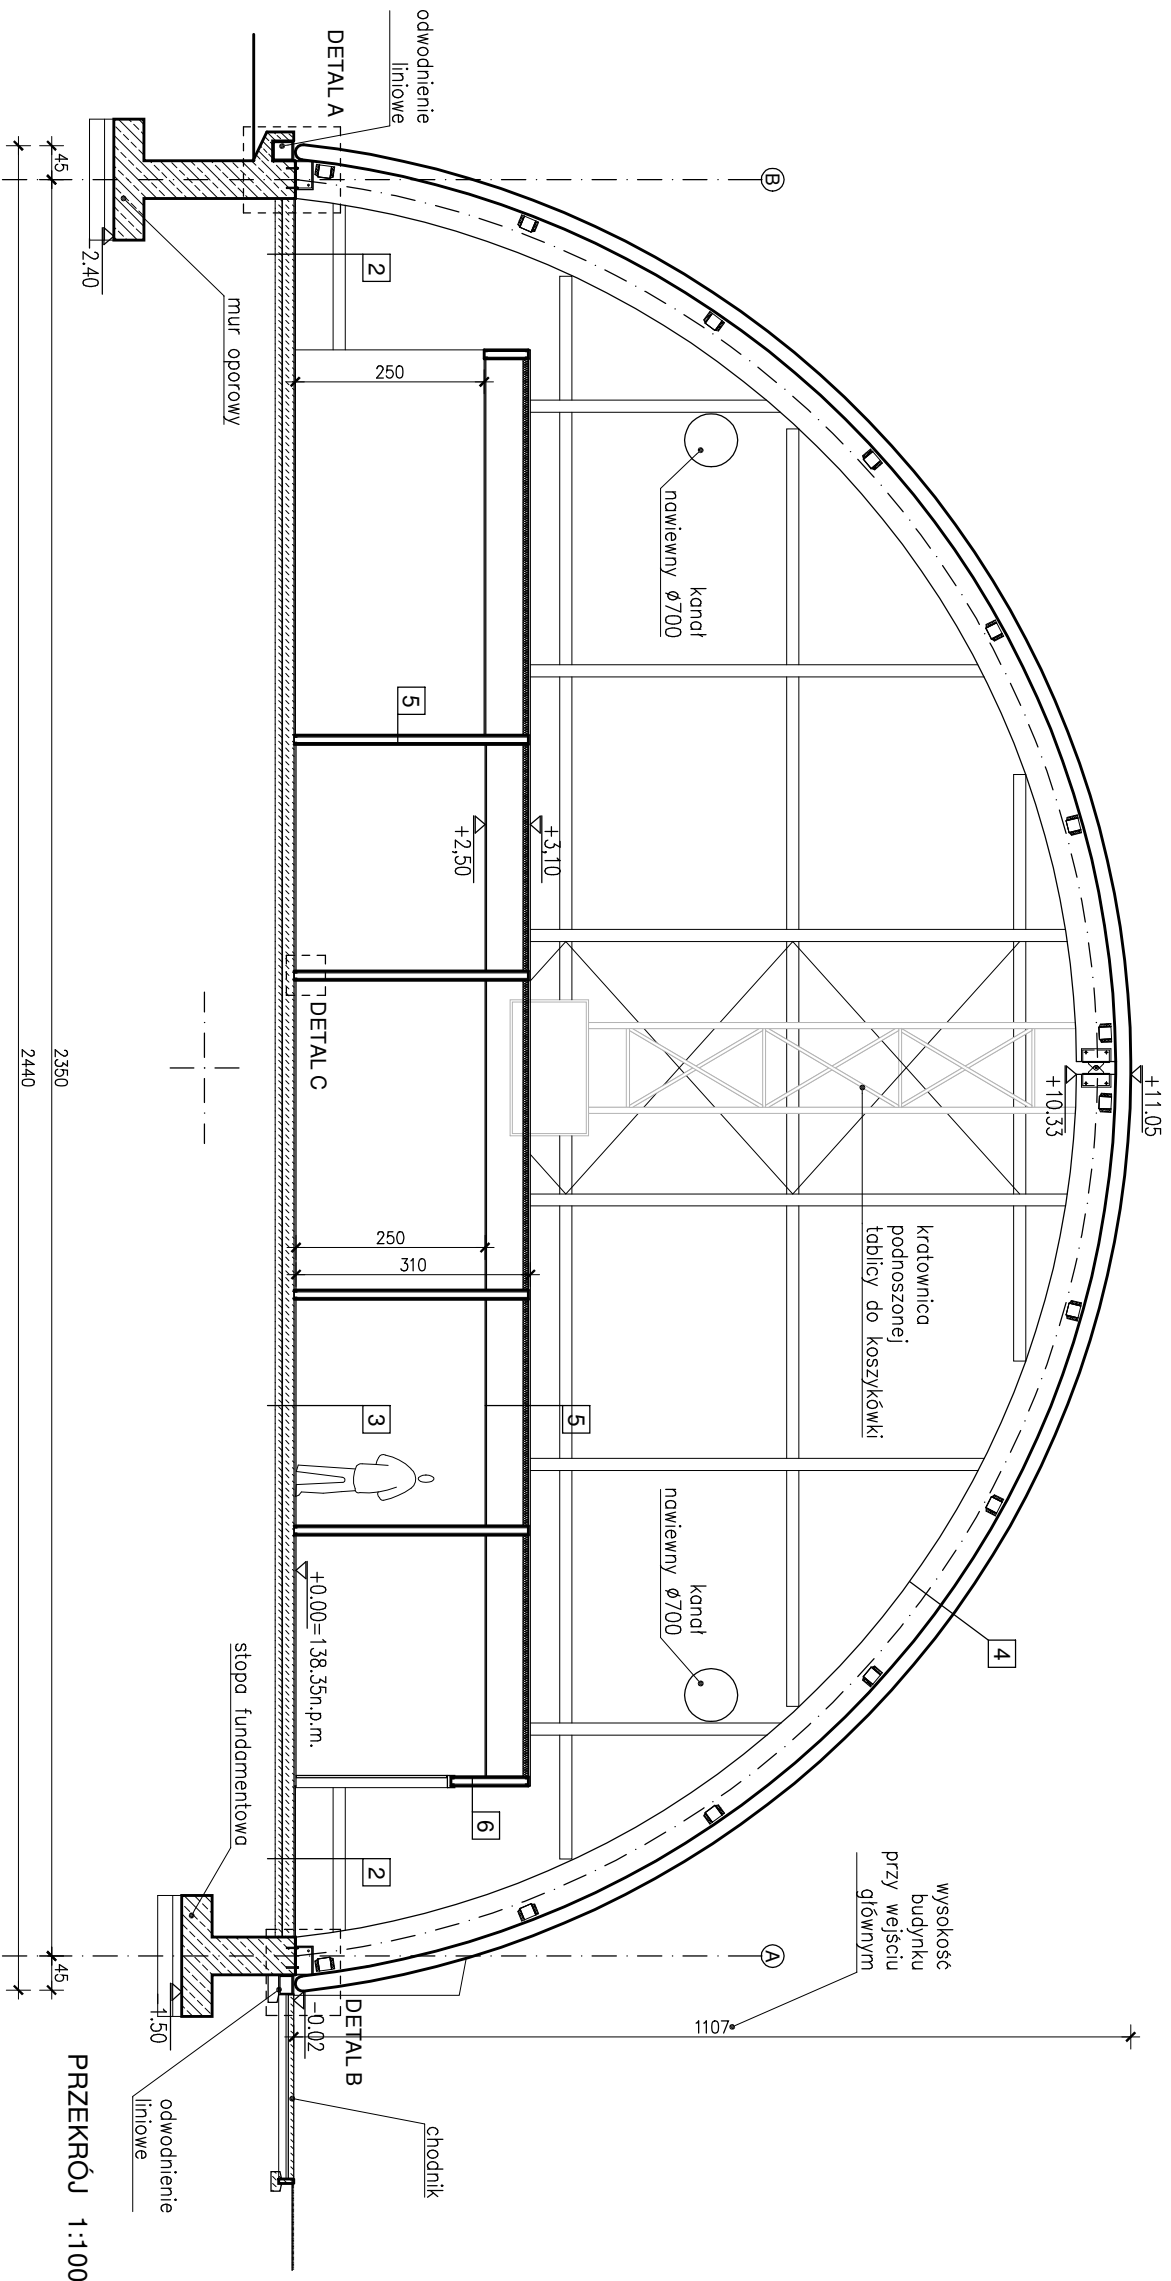 odwodnienie
liniowe
DETAL A
B
45
2.40
mur oporowy
2
250
kanał
nawiewny ø700
5
+3,10
+2,50
DETAL C
2350
2440
+11.05
+10.33
kratownica
podnoszonej
tablicy do koszykówki
250
310
3
5
kanał
nawiewny ø700
4
+0.00=138.35n.p.m.
stopa fundamentowa
6
2
wysokość
budynku
przy wejściu
głównym
A
45
1.50
-0.02
DETAL B
1107
chodnik
odwodnienie
liniowe
PRZEKRÓJ 1:100